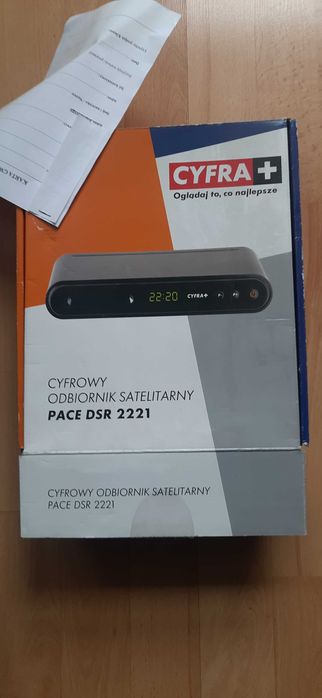 KARTA
CYFRA+
Oglądaj to, co najlepsze
22:20 CYFRA+
CYFROWY
ODBIORNIK SATELITARNY
PACE DSR 2221
CYFROWY ODBIORNIK SATELITARNY
PACE DSR 2221